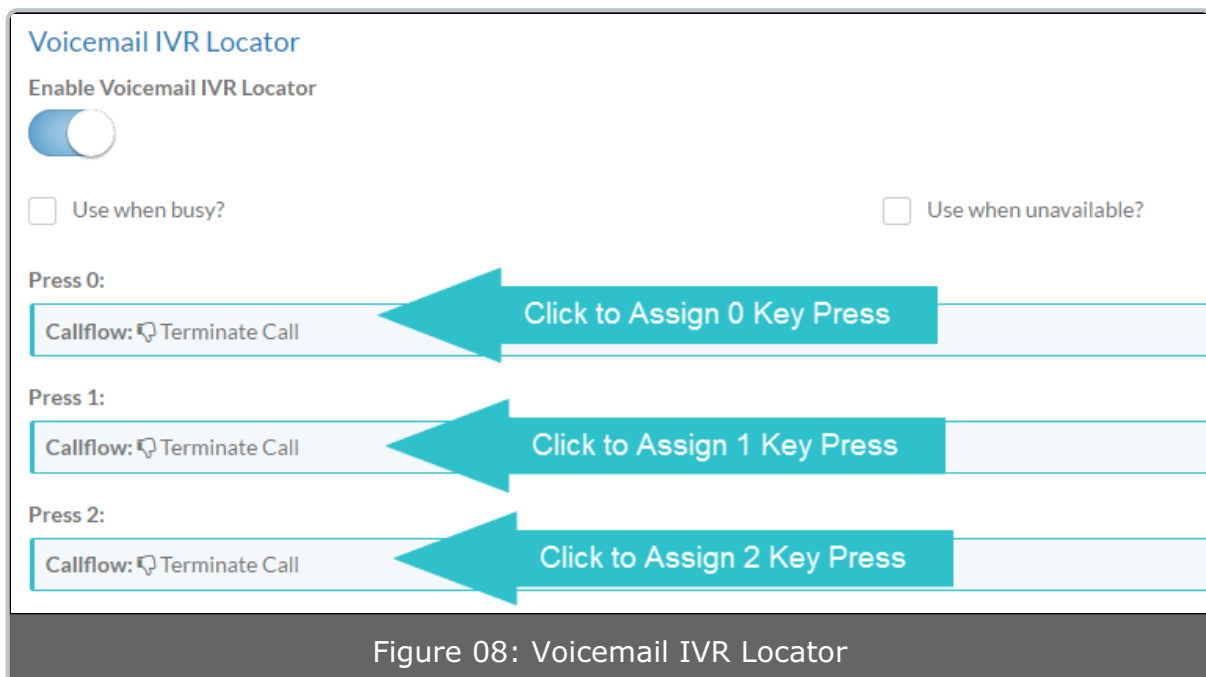 Voicemail IVR Locator
Enable Voicemail IVR Locator
Use when busy?
Use when unavailable?
Press 0:
Callflow: Terminate Call
Click to Assign 0 Key Press
Press 1:
Callflow: Terminate Call
Click to Assign 1 Key Press
Press 2:
Callflow: Terminate Call
Click to Assign 2 Key Press
Figure 08: Voicemail IVR Locator